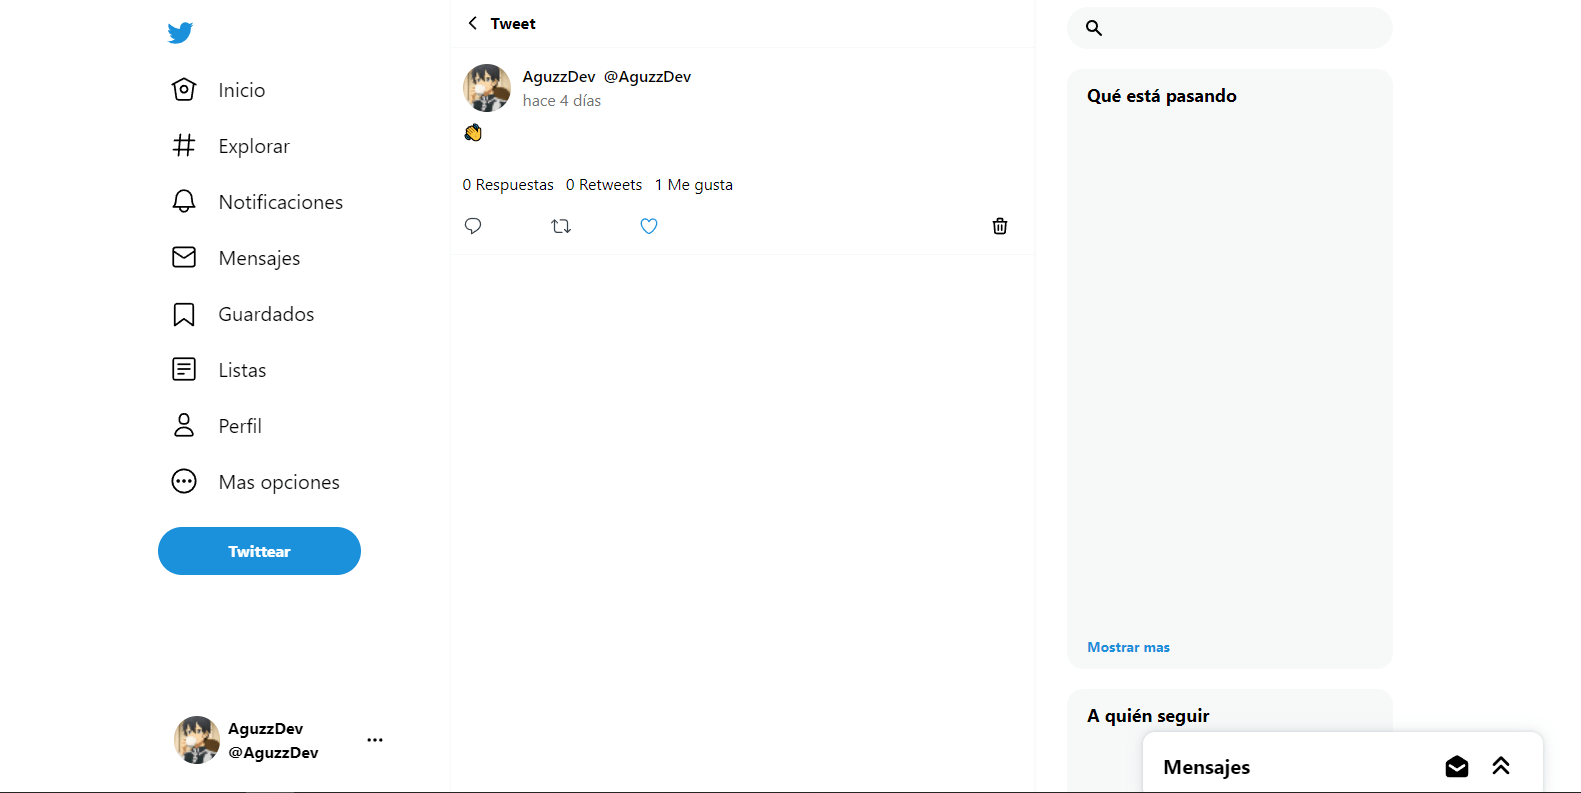 Inicio
Explorar
Notificaciones
Mensajes
Guardados
Listas
Perfil
Mas opciones
Twittear
AguzzDev
@AguzzDev
Tweet
AguzzDev @AguzzDev
hace 4 días
👋
0 Respuestas 0 Retweets 1 Me gusta
Qué está pasando
Mostrar mas
A quién seguir
Mensajes